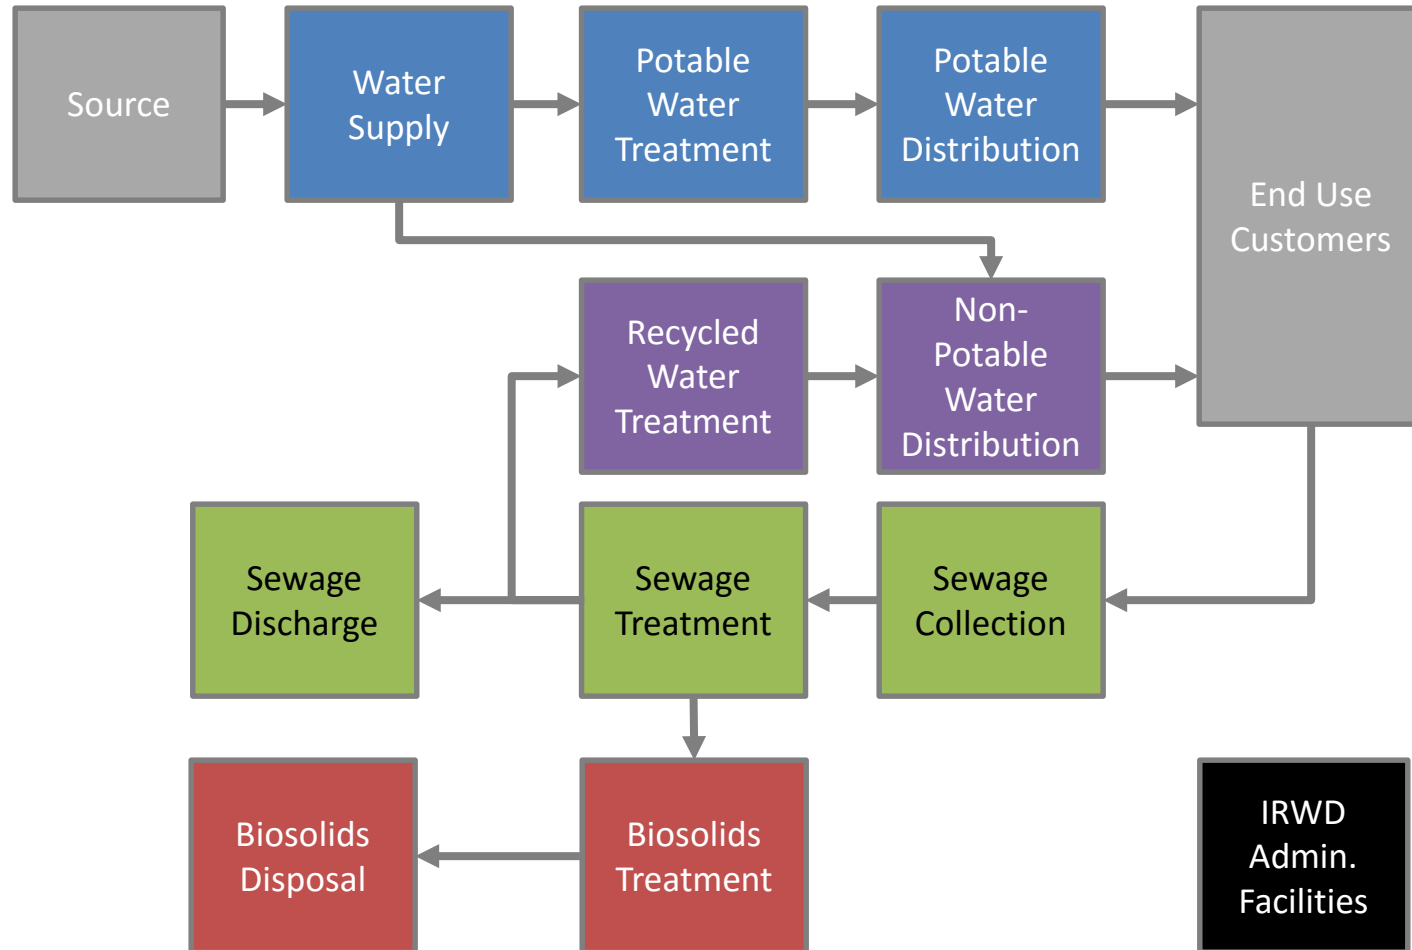 Source
Water
Supply
Potable
Water
Treatment
Potable
Water
Distribution
End Use
Customers
Recycled
Water
Treatment
Non-
Potable
Water
Distribution
Sewage
Discharge
Sewage
Treatment
Sewage
Collection
Biosolids
Disposal
Biosolids
Treatment
IRWD
Admin.
Facilities